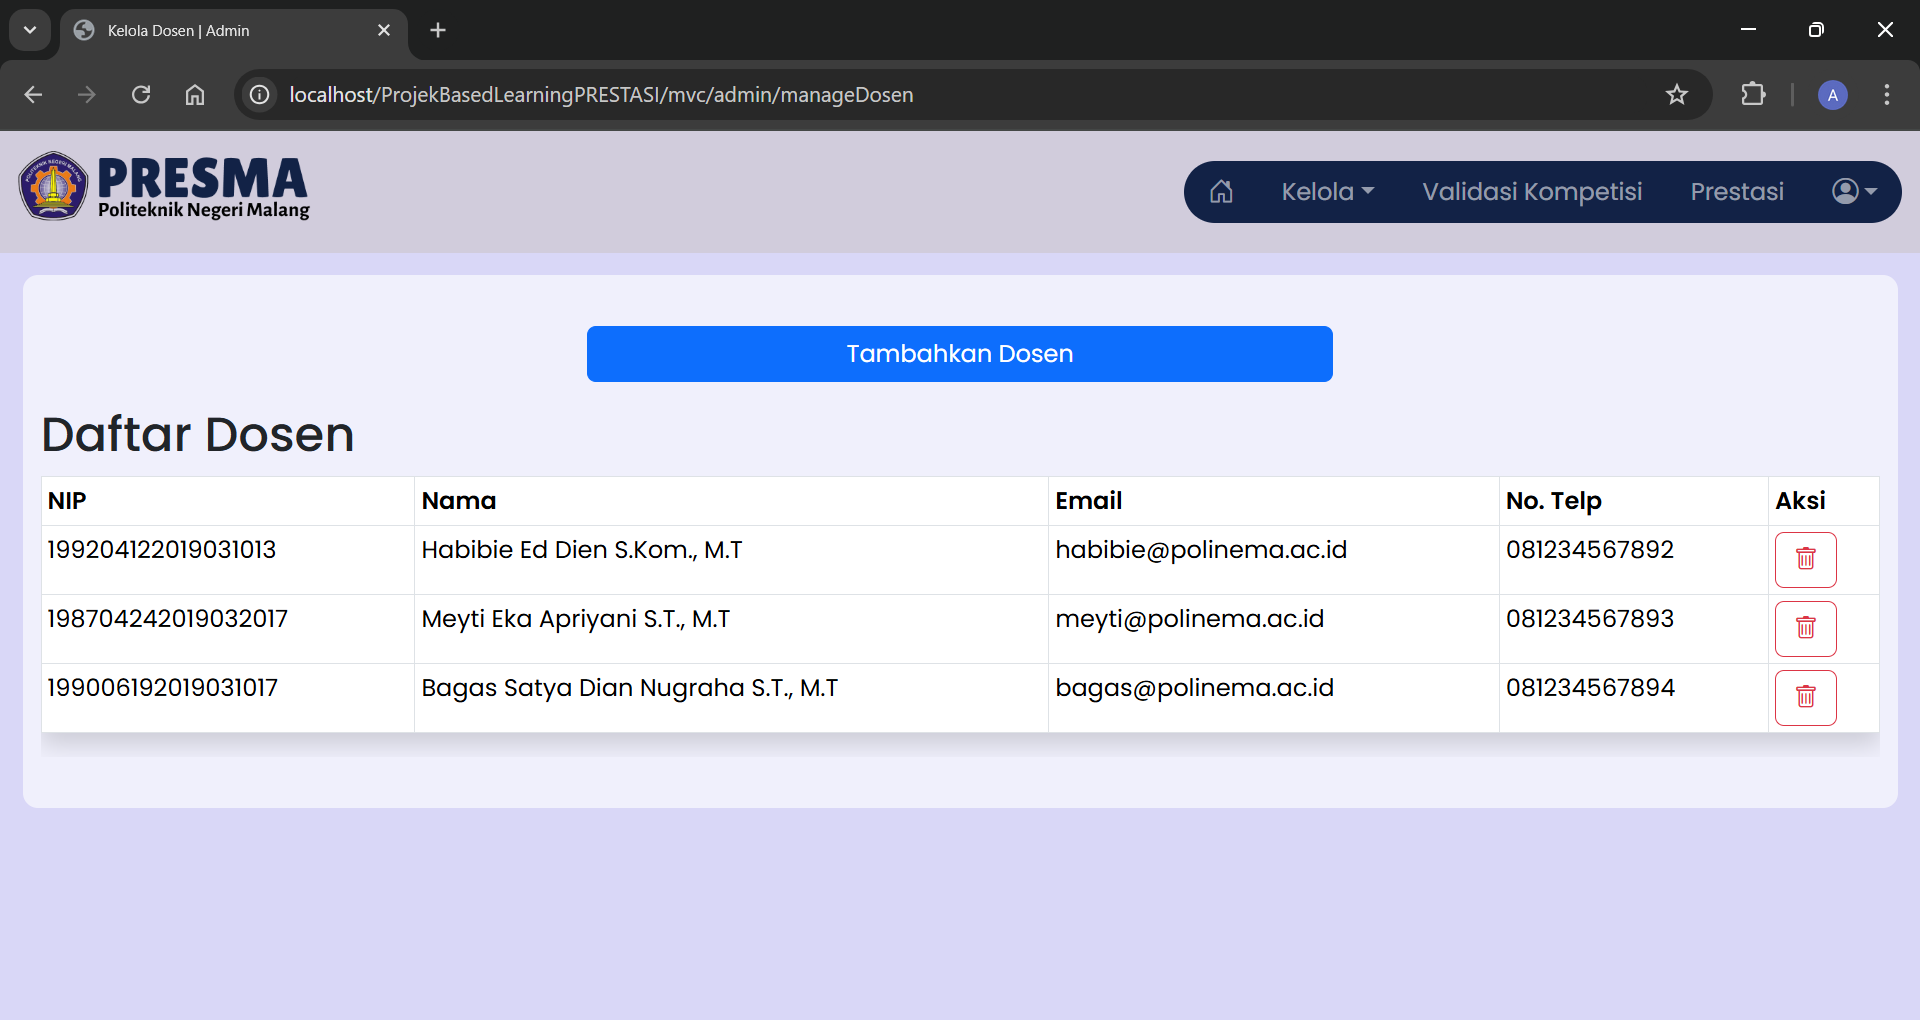 Kelola Dosen | Admin
localhost/ProjekBasedLearningPRESTASI/mvc/admin/manageDosen
A
PRESMA
Politeknik Negeri Malang
Kelola
Validasi Kompetisi
Prestasi
Tambahkan Dosen
Daftar Dosen
NIP Nama Email No. Telp Aksi
199204122019031013 Habibie Ed Dien S.Kom., M.T habibie@polinema.ac.id 081234567892
198704242019032017 Meyti Eka Apriyani S.T., M.T meyti@polinema.ac.id 081234567893
199006192019031017 Bagas Satya Dian Nugraha S.T., M.T bagas@polinema.ac.id 081234567894